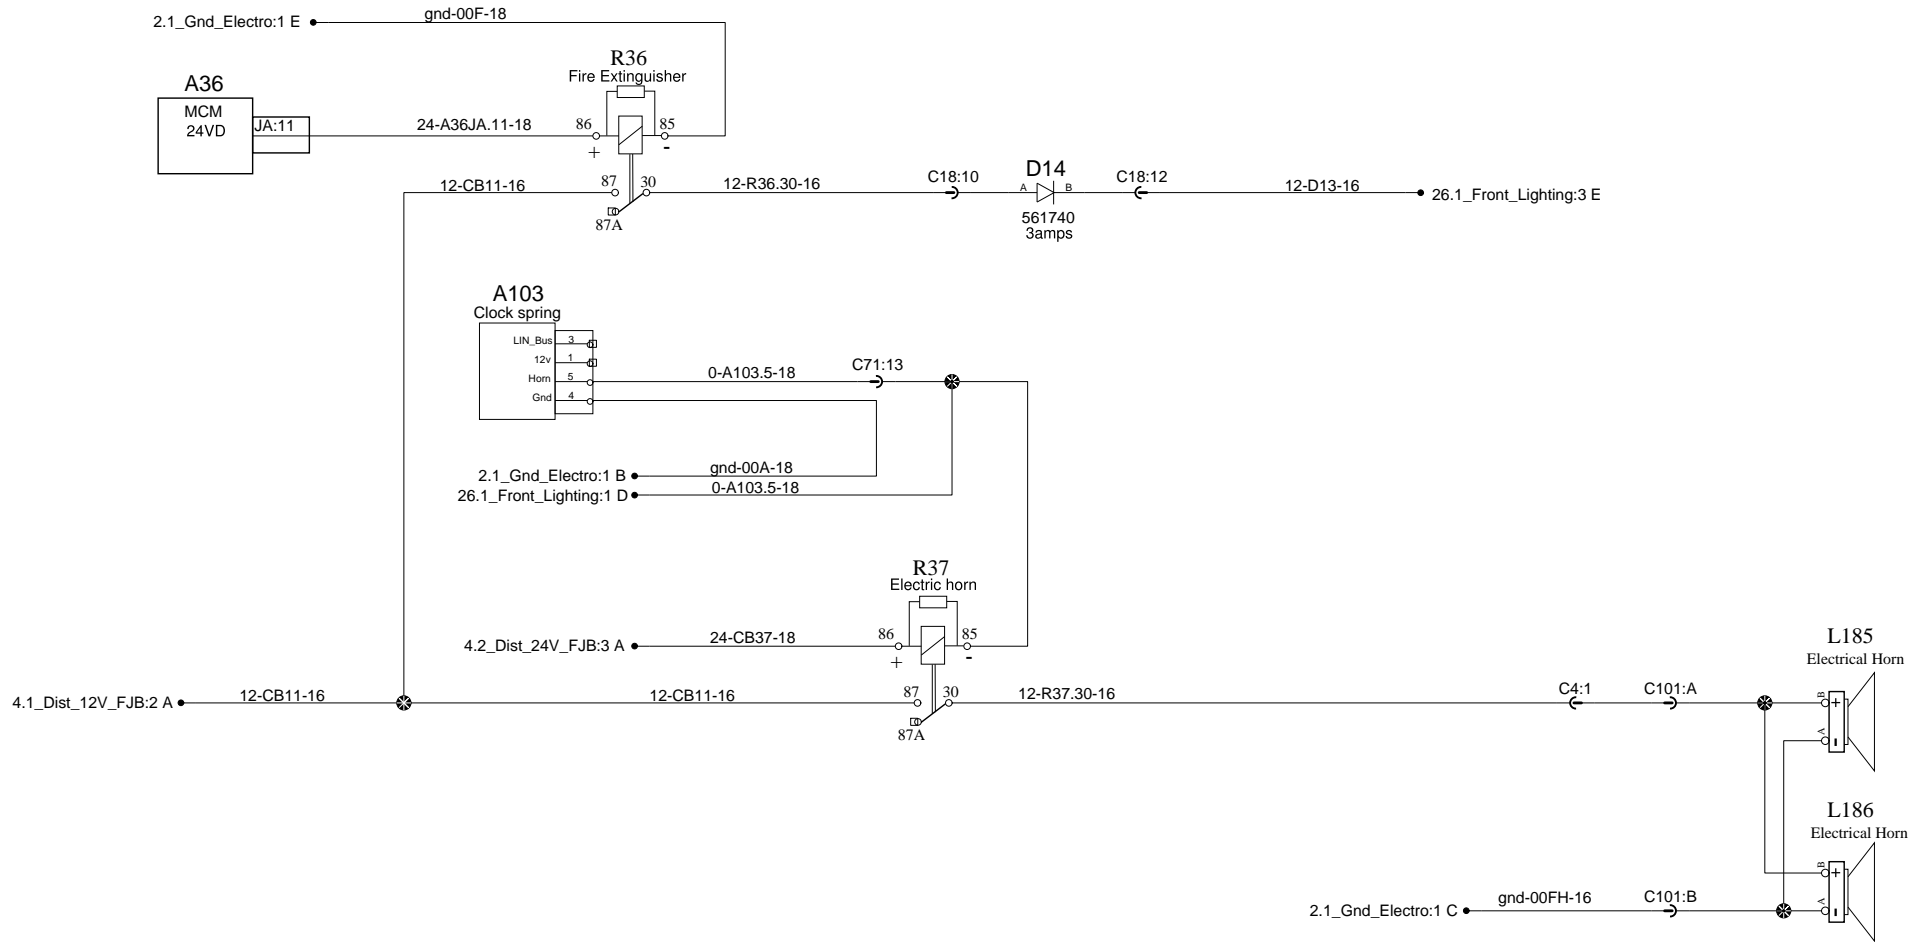 gnd-00F-18
2.1_Gnd_Electro:1 E
R36
Fire Extinguisher
A36
MCM
24VD
JA:11
24-A36JA.11-18
86
85
+
-
12-CB11-16
87
30
87A
12-R36.30-16
C18:10
D14
A
B
561740
3amps
C18:12
12-D13-16
26.1_Front_Lighting:3 E
A103
Clock spring
LIN_Bus
3
12v
1
Horn
5
Gnd
4
0-A103.5-18
C71:13
2.1_Gnd_Electro:1 B
gnd-00A-18
26.1_Front_Lighting:1 D
0-A103.5-18
R37
Electric horn
4.2_Dist_24V_FJB:3 A
24-CB37-18
86
85
+
-
4.1_Dist_12V_FJB:2 A
12-CB11-16
12-CB11-16
87
30
87A
12-R37.30-16
C4:1
C101:A
L185
Electrical Horn
B
+
A
-
L186
Electrical Horn
B
+
A
-
2.1_Gnd_Electro:1 C
gnd-00FH-16
C101:B